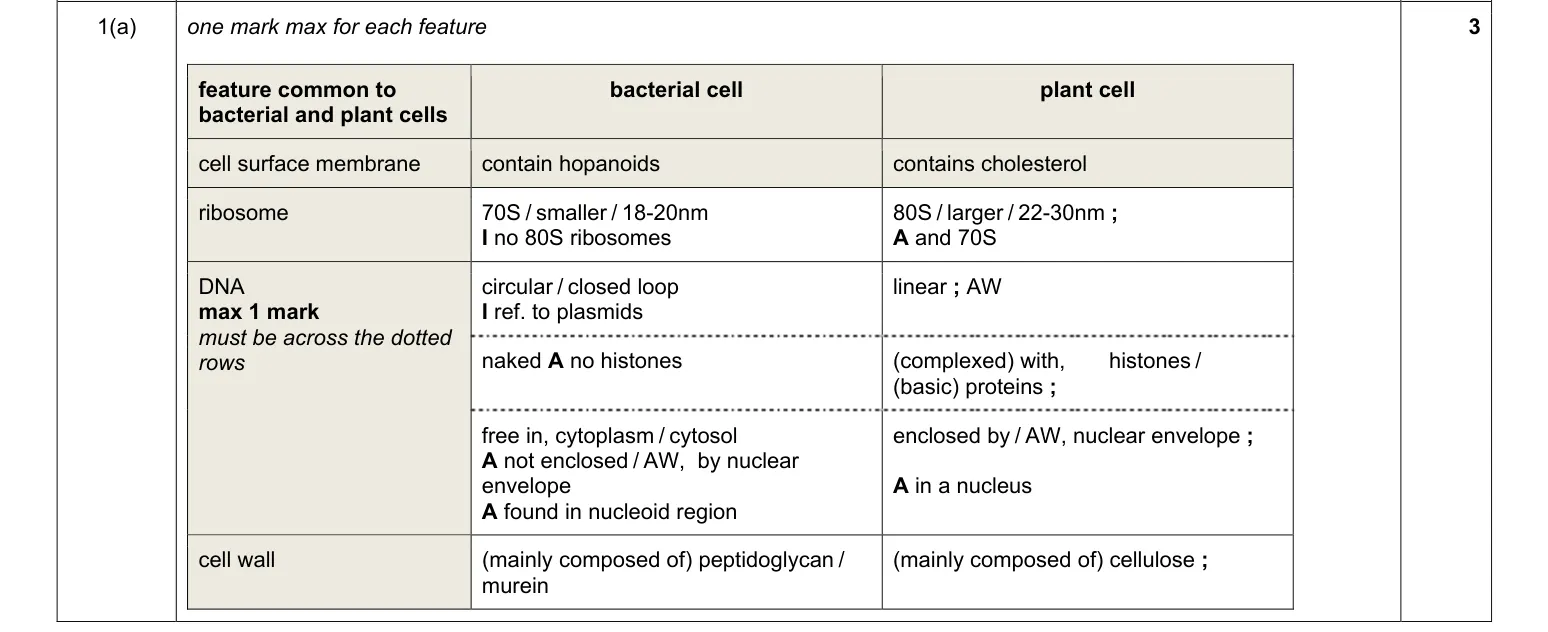 1(a) one mark max for each feature 3
feature common to bacterial cell plant cell
bacterial and plant cells
cell surface membrane contain hopanoids contains cholesterol
ribosome 70S / smaller / 18-20nm 80S / larger / 22-30nm ;
I no 80S ribosomes A and 70S
DNA circular / closed loop linear ; AW
max 1 mark I ref. to plasmids
must be across the dotted
rows naked A no histones (complexed) with, histones /
(basic) proteins ;
free in, cytoplasm / cytosol enclosed by / AW, nuclear envelope ;
A not enclosed / AW, by nuclear
envelope A in a nucleus
A found in nucleoid region
cell wall (mainly composed of) peptidoglycan / (mainly composed of) cellulose ;
murein